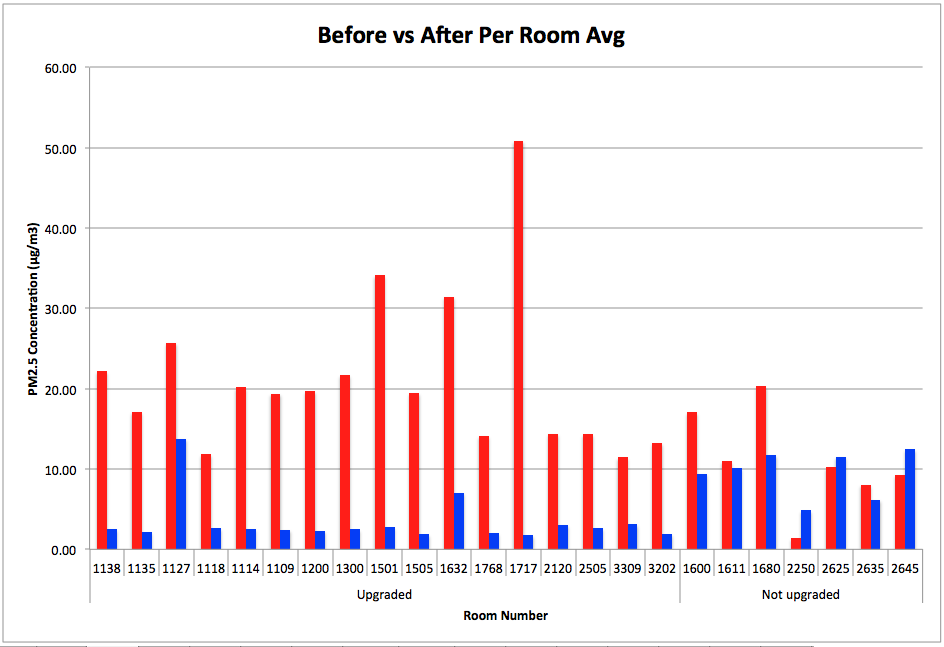 Before vs After Per Room Avg
60.00
50.00
40.00
30.00
20.00
10.00
0.00
PM2.5 Concentration (µg/m3)
1138 1135 1127 1118 1114 1109 1200 1300 1501 1505 1632 1768 1717 2120 2505 3309 3202 1600 1611 1680 2250 2625 2635 2645
Upgraded Not upgraded
Room Number